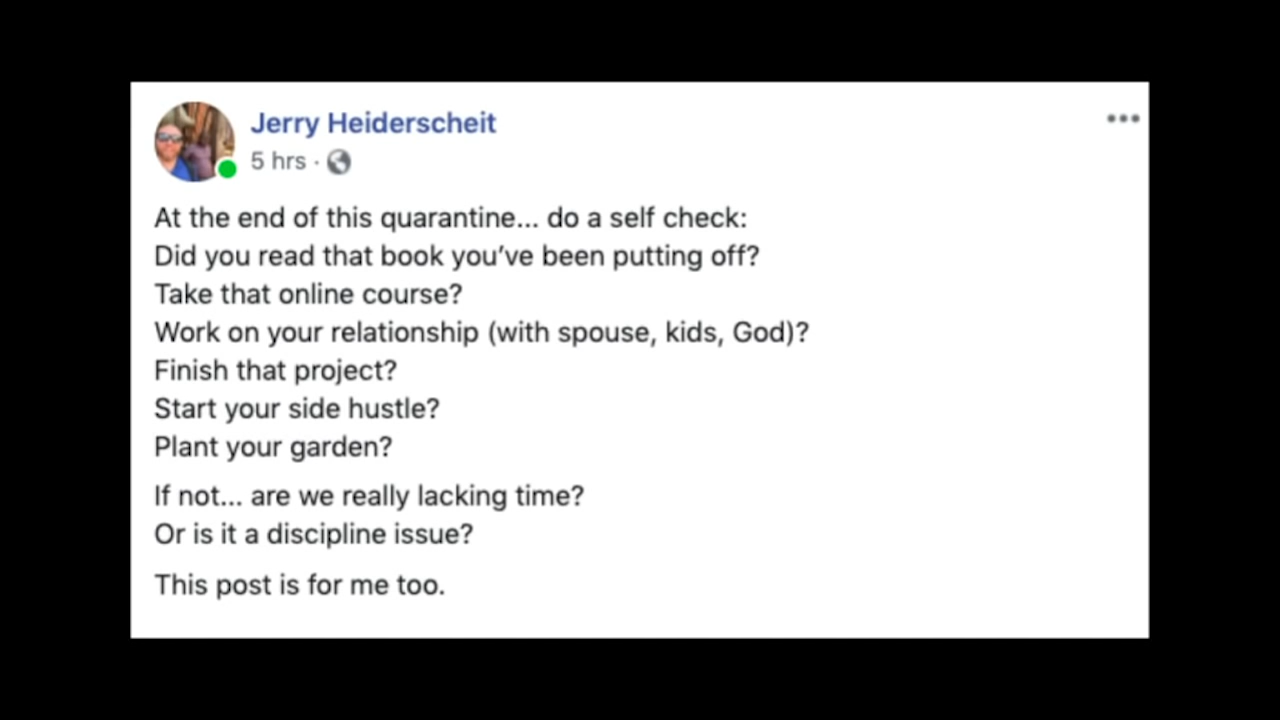 Jerry Heiderscheit
5 hrs ·
At the end of this quarantine... do a self check:
Did you read that book you’ve been putting off?
Take that online course?
Work on your relationship (with spouse, kids, God)?
Finish that project?
Start your side hustle?
Plant your garden?
If not... are we really lacking time?
Or is it a discipline issue?
This post is for me too.